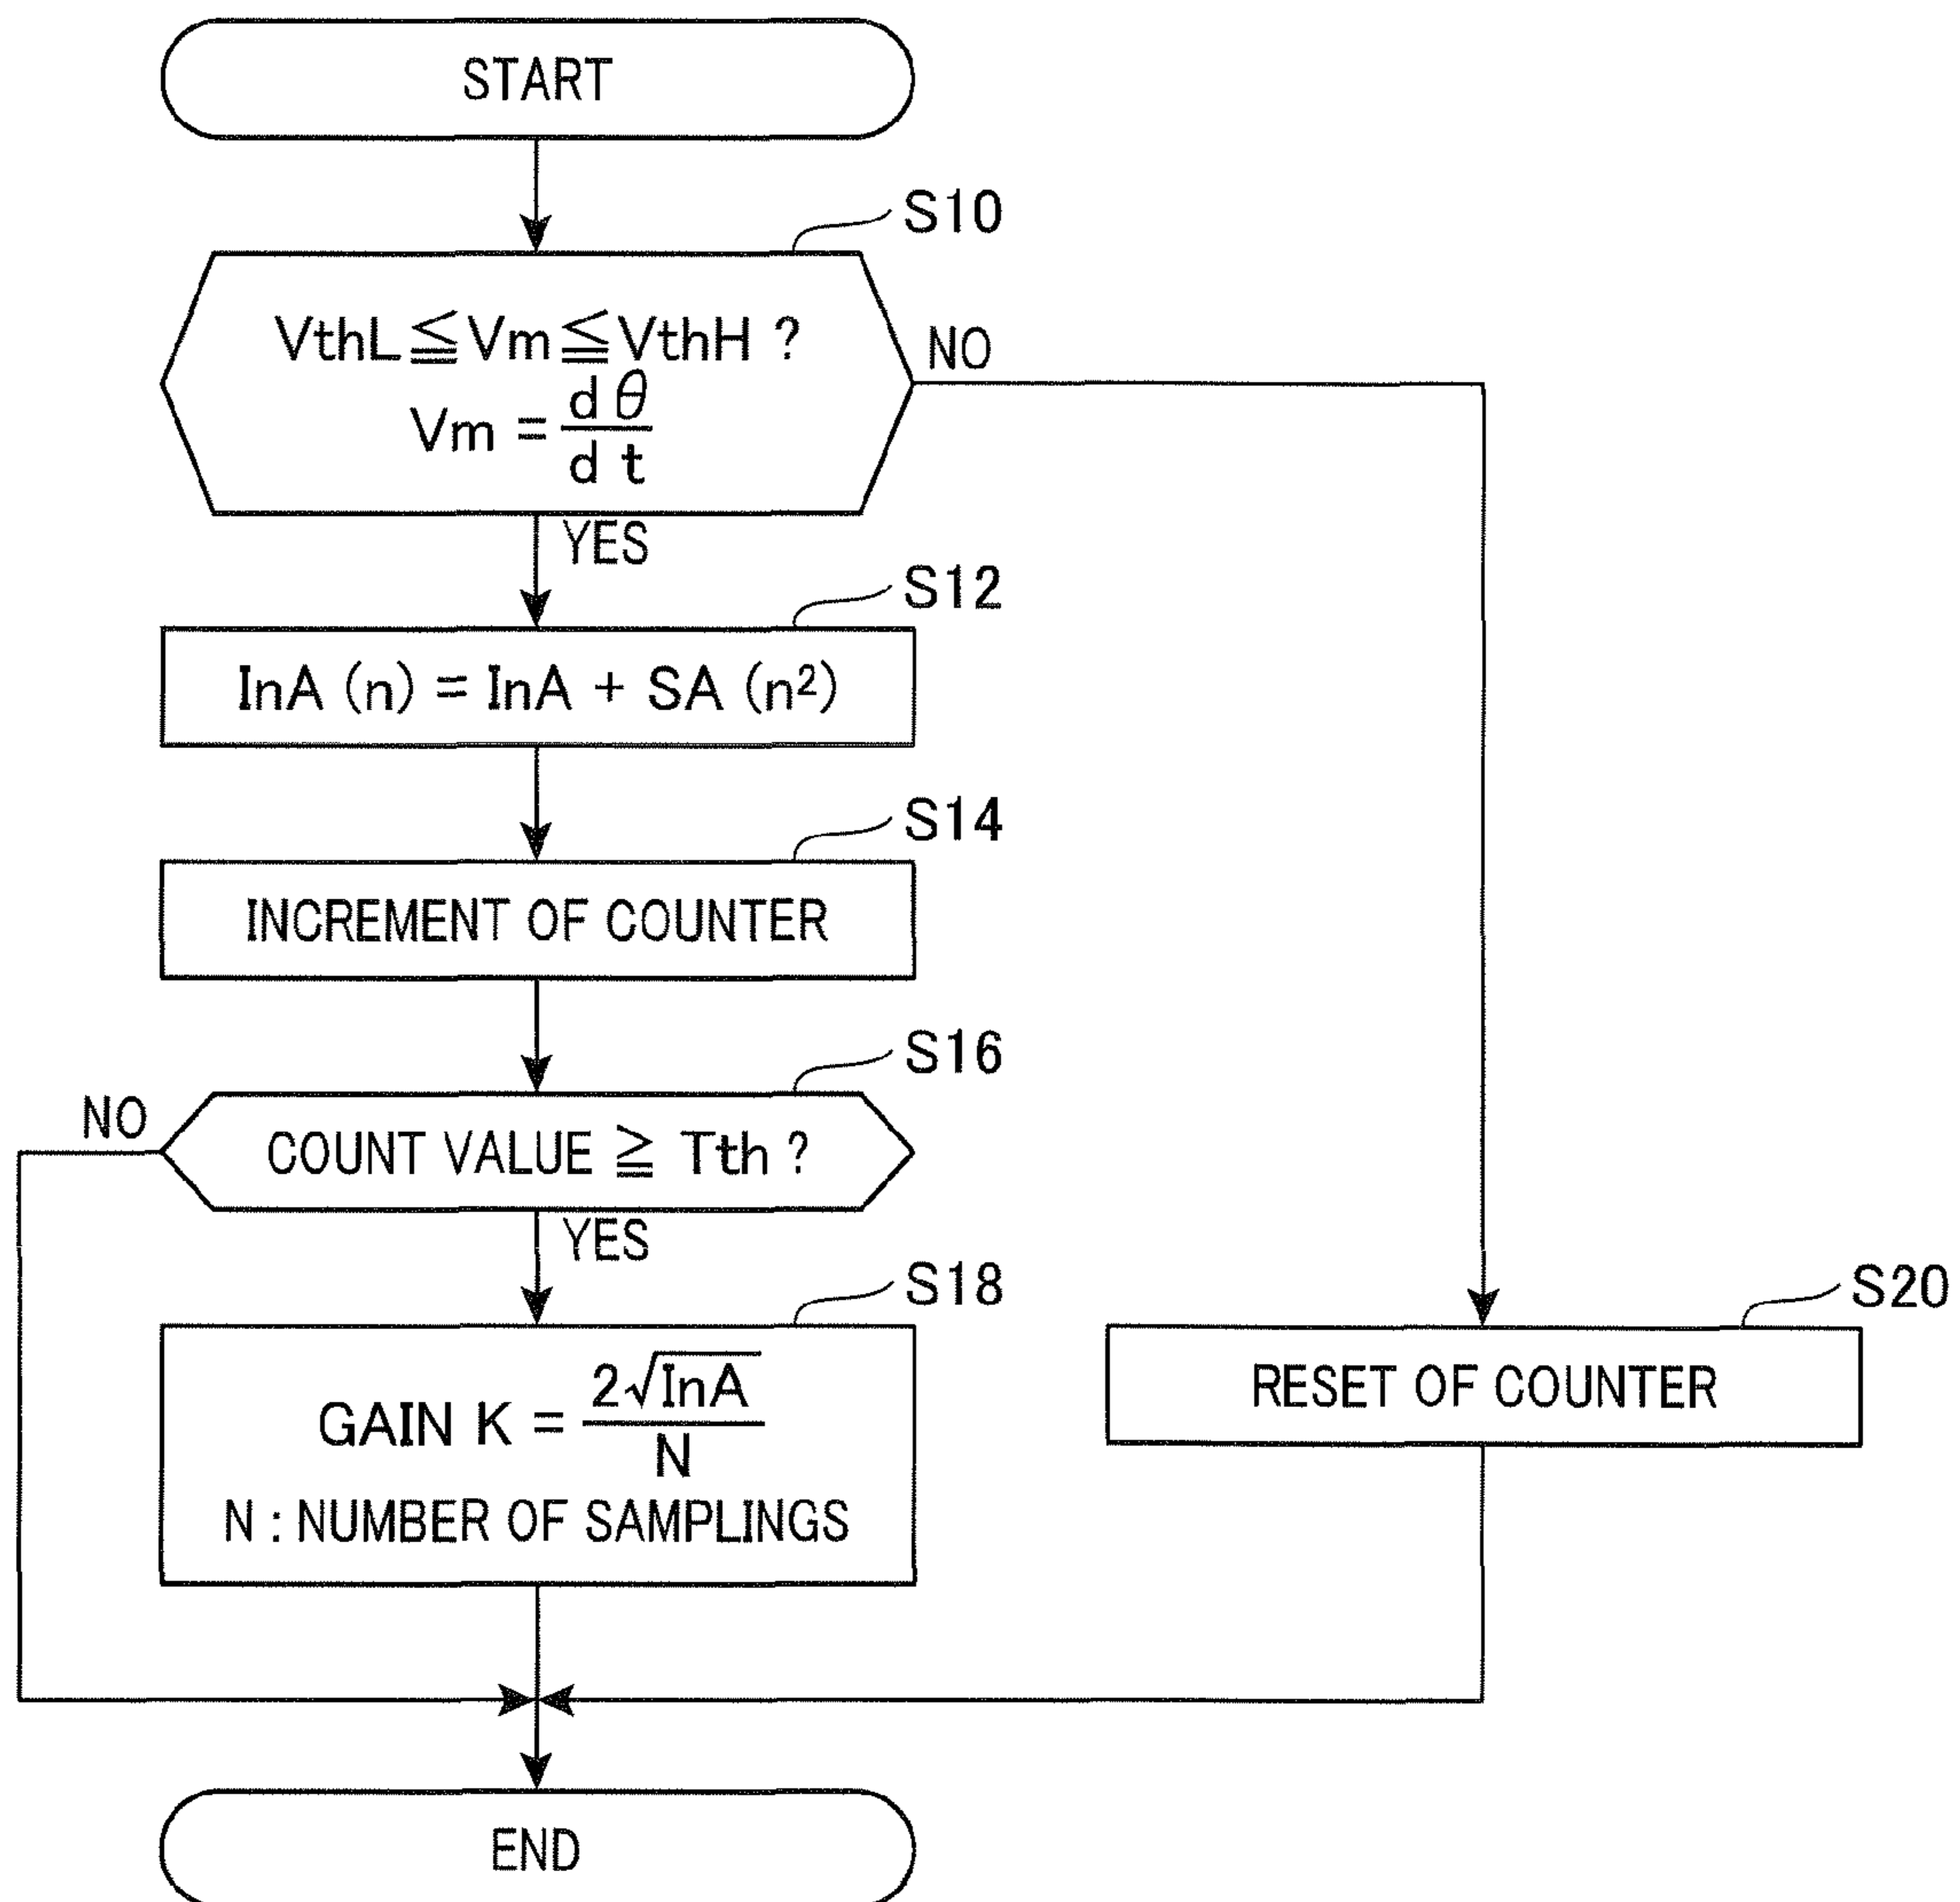 START
S10
VthL ≦ Vm ≦ VthH ?
Vm = dθ/dt
NO
YES
S12
InA (n) = InA + SA (n²)
S14
INCREMENT OF COUNTER
S16
NO
COUNT VALUE ≧ Tth ?
YES
S18
GAIN K = 2√InA/N
N : NUMBER OF SAMPLINGS
S20
RESET OF COUNTER
END